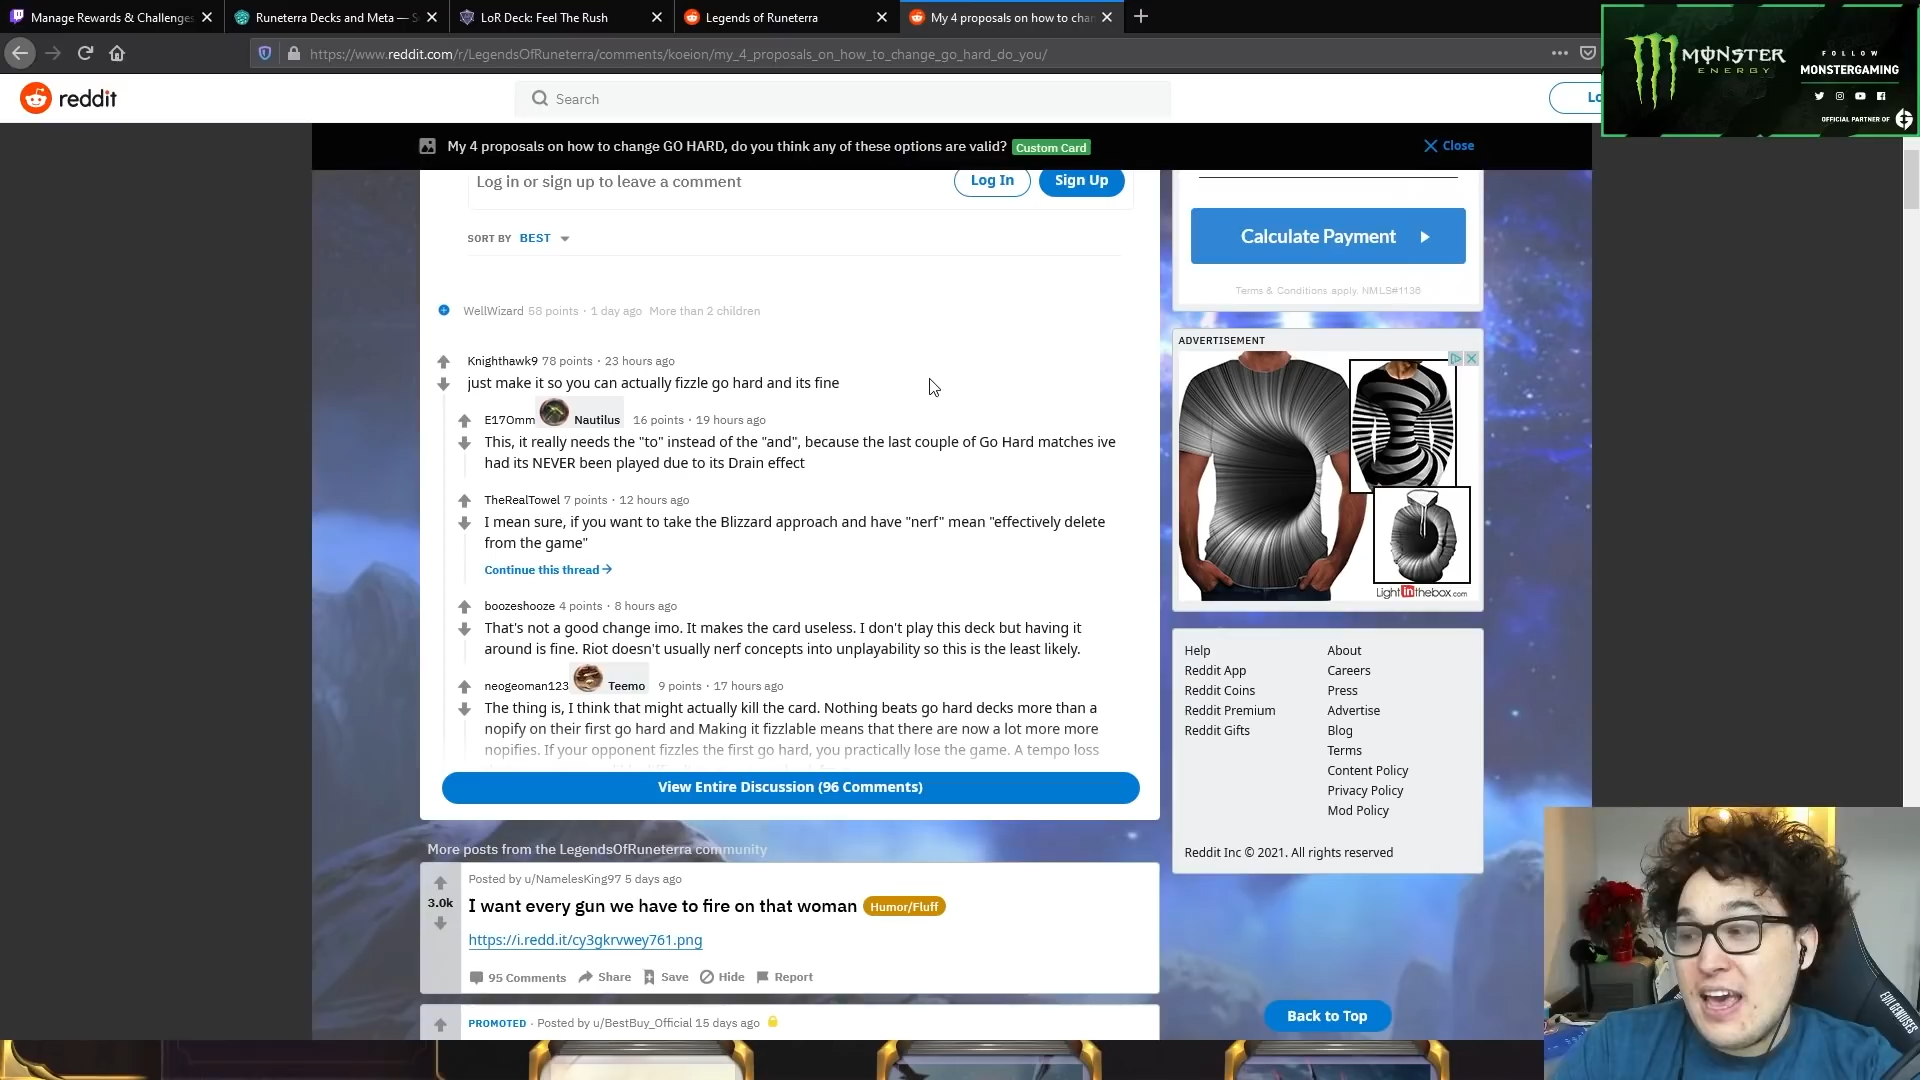 Manage Rewards & Challenges
Runeterra Decks and Meta — S
LoR Deck: Feel The Rush
Legends of Runeterra
My 4 proposals on how to chan
https://www.reddit.com/r/LegendsOfRuneterra/comments/koeion/my_4_proposals_on_how_to_change_go_hard_do_you/
MONSTER
ENERGY
FOLLOW
MONSTERGAMING
OFFICIAL PARTNER OF
reddit
Search
Lo
My 4 proposals on how to change GO HARD, do you think any of these options are valid? Custom Card
Close
Log in or sign up to leave a comment
Log In
Sign Up
SORT BY BEST
WellWizard 58 points · 1 day ago More than 2 children
Knighthawk9 78 points · 23 hours ago
just make it so you can actually fizzle go hard and its fine
E17Omm Nautilus 16 points · 19 hours ago
This, it really needs the "to" instead of the "and", because the last couple of Go Hard matches ive
had its NEVER been played due to its Drain effect
TheRealTowel 7 points · 12 hours ago
I mean sure, if you want to take the Blizzard approach and have "nerf" mean "effectively delete
from the game"
Continue this thread
boozeshooze 4 points · 8 hours ago
That's not a good change imo. It makes the card useless. I don't play this deck but having it
around is fine. Riot doesn't usually nerf concepts into unplayability so this is the least likely.
neogeoman123 Teemo 9 points · 17 hours ago
The thing is, I think that might actually kill the card. Nothing beats go hard decks more than a
nopify on their first go hard and Making it fizzlable means that there are now a lot more more
nopifies. If your opponent fizzles the first go hard, you practically lose the game. A tempo loss
View Entire Discussion (96 Comments)
More posts from the LegendsOfRuneterra community
3.0k
Posted by u/NamelesKing97 5 days ago
I want every gun we have to fire on that woman Humor/Fluff
https://i.redd.it/cy3gkrvwey761.png
95 Comments Share Save Hide Report
PROMOTED · Posted by u/BestBuy_Official 15 days ago
Calculate Payment
Terms & Conditions apply. NMLS#1136
ADVERTISEMENT
Light in the box.com
Help
About
Reddit App
Careers
Reddit Coins
Press
Reddit Premium
Advertise
Reddit Gifts
Blog
Terms
Content Policy
Privacy Policy
Mod Policy
Reddit Inc © 2021. All rights reserved
Back to Top
EVIL GENIUSES